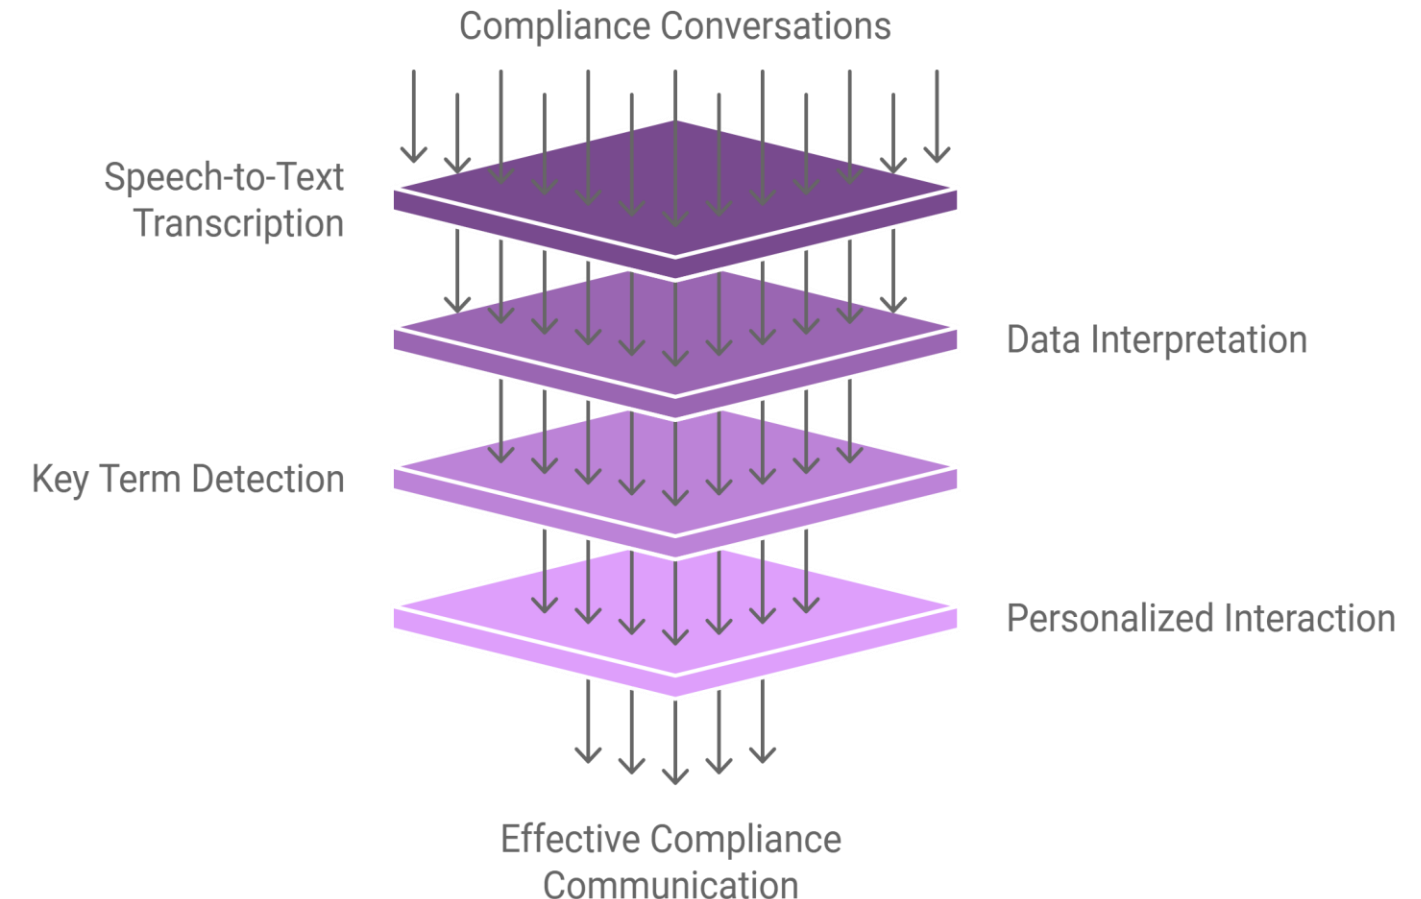 Compliance Conversations
Speech-to-Text
Transcription
Data Interpretation
Key Term Detection
Personalized Interaction
Effective Compliance
Communication